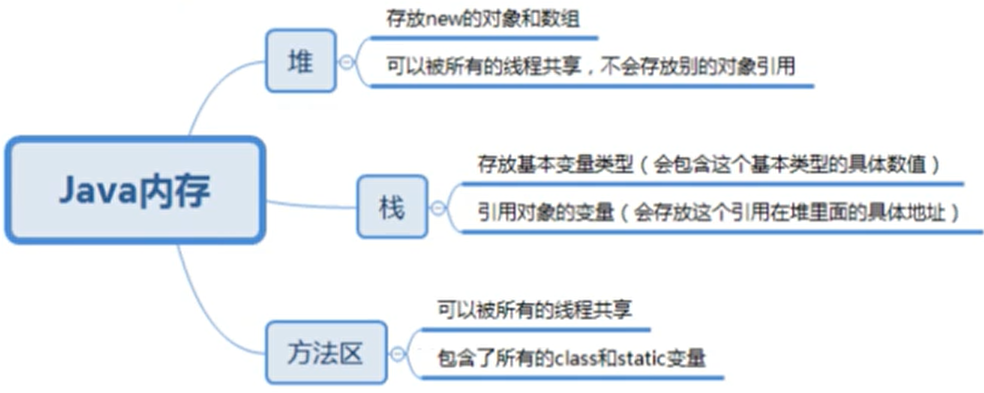 存放new的对象和数组
堆
可以被所有的线程共享，不会存放别的对象引用
Java内存
存放基本变量类型（会包含这个基本类型的具体数值）
栈
引用对象的变量（会存放这个引用在堆里面的具体地址）
可以被所有的线程共享
方法区
包含了所有的class和static变量